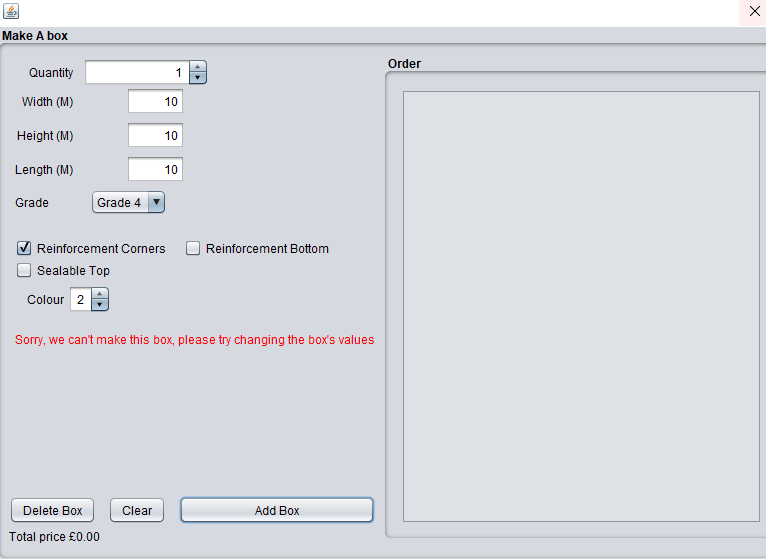 Make A box
Quantity 1
Width (M) 10
Height (M) 10
Length (M) 10
Grade Grade 4
Reinforcement Corners Reinforcement Bottom
Sealable Top
Colour 2
Sorry, we can't make this box, please try changing the box's values
Delete Box Clear Add Box
Total price £0.00
Order